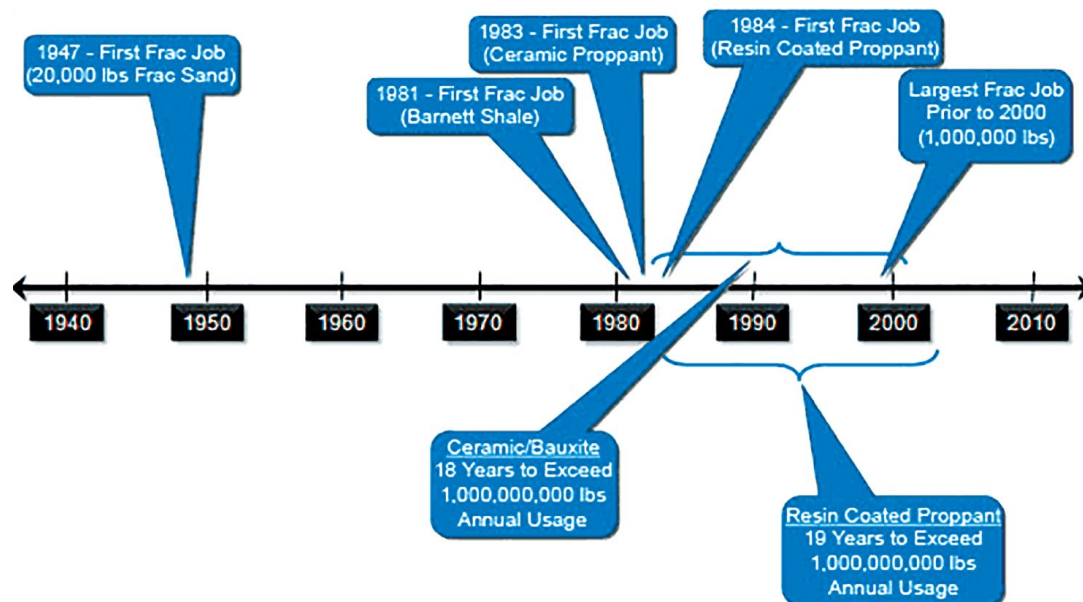 1947 - First Frac Job
(20,000 lbs Frac Sand)
1983 - First Frac Job
(Ceramic Proppant)
1984 - First Frac Job
(Resin Coated Proppant)
1981 - First Frac Job
(Barnett Shale)
Largest Frac Job
Prior to 2000
(1,000,000 lbs)
1940
1950
1960
1970
1980
1990
2000
2010
Ceramic/Bauxite
18 Years to Exceed
1,000,000,000 lbs
Annual Usage
Resin Coated Proppant
19 Years to Exceed
1,000,000,000 lbs
Annual Usage